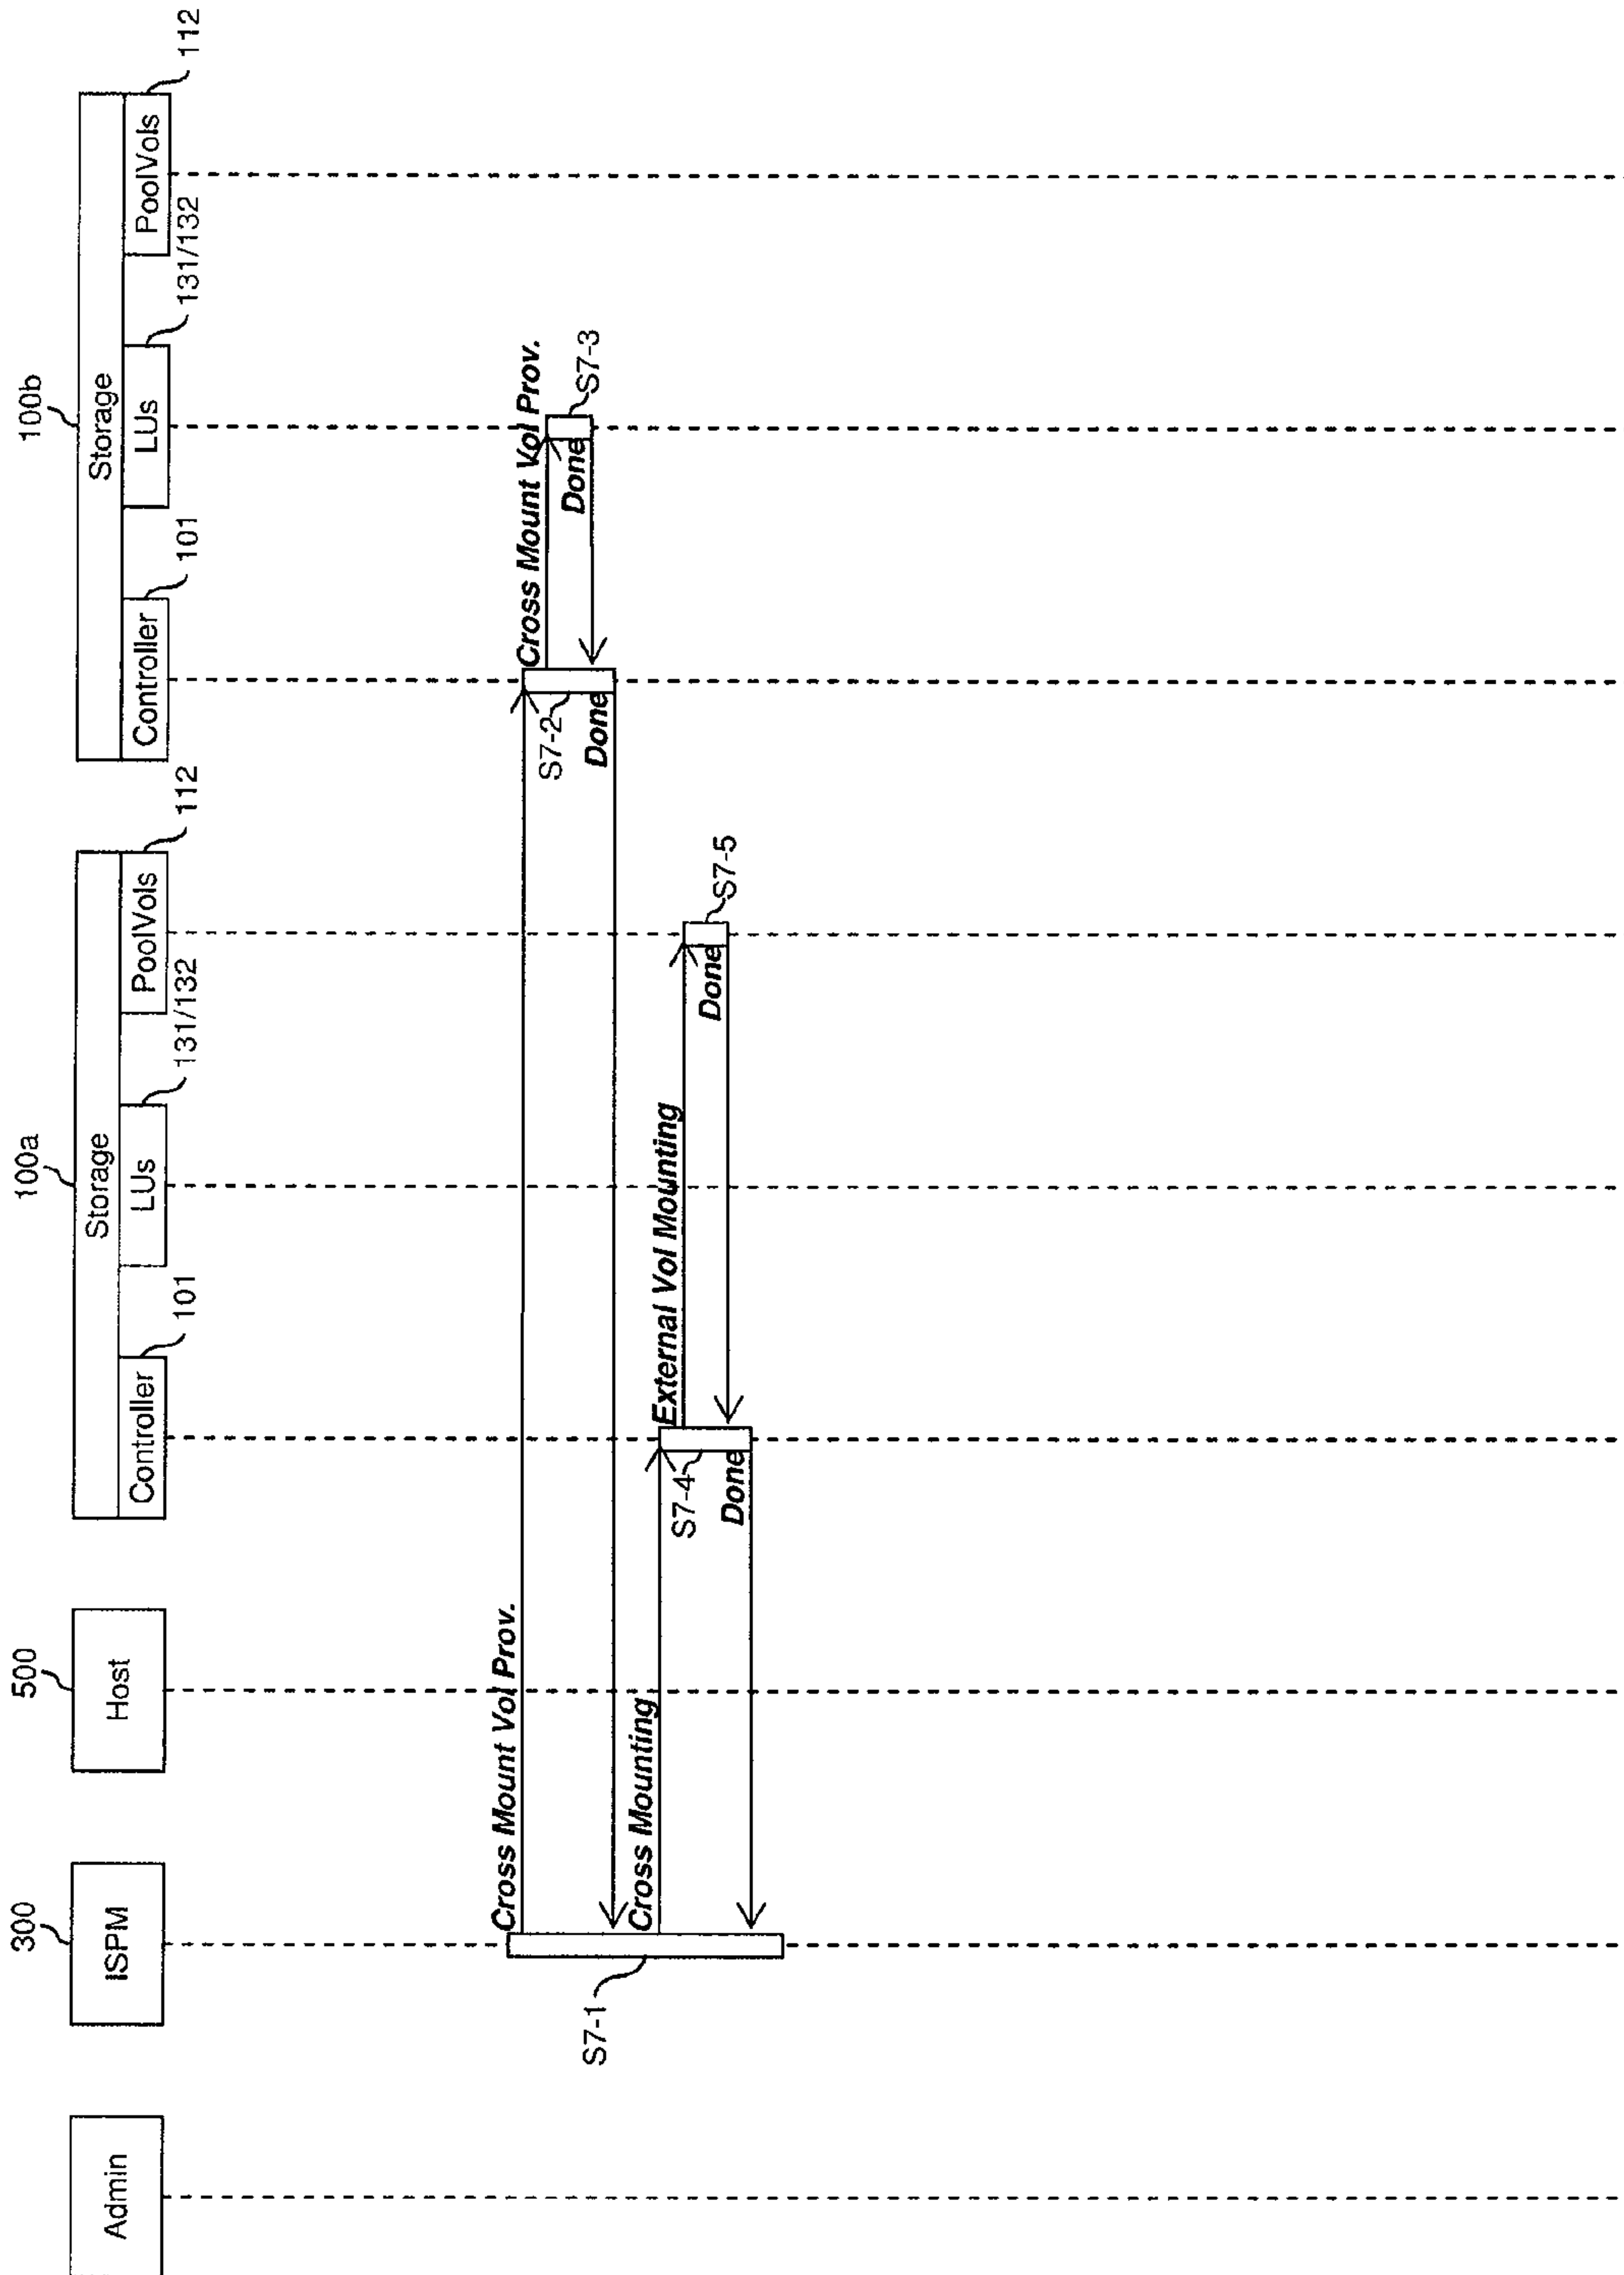 100a
100b
300
500
Storage
Storage
101
131/132
112
101
131/132
112
Admin
ISPM
Host
Controller
LUs
PoolVols
Controller
LUs
PoolVols
Cross Mount Vol Prov.
Cross Mount Vol Prov.
S7-2
Done
S7-3
Done
S7-1
Cross Mounting
External Vol Mounting
S7-4
Done
S7-5
Done